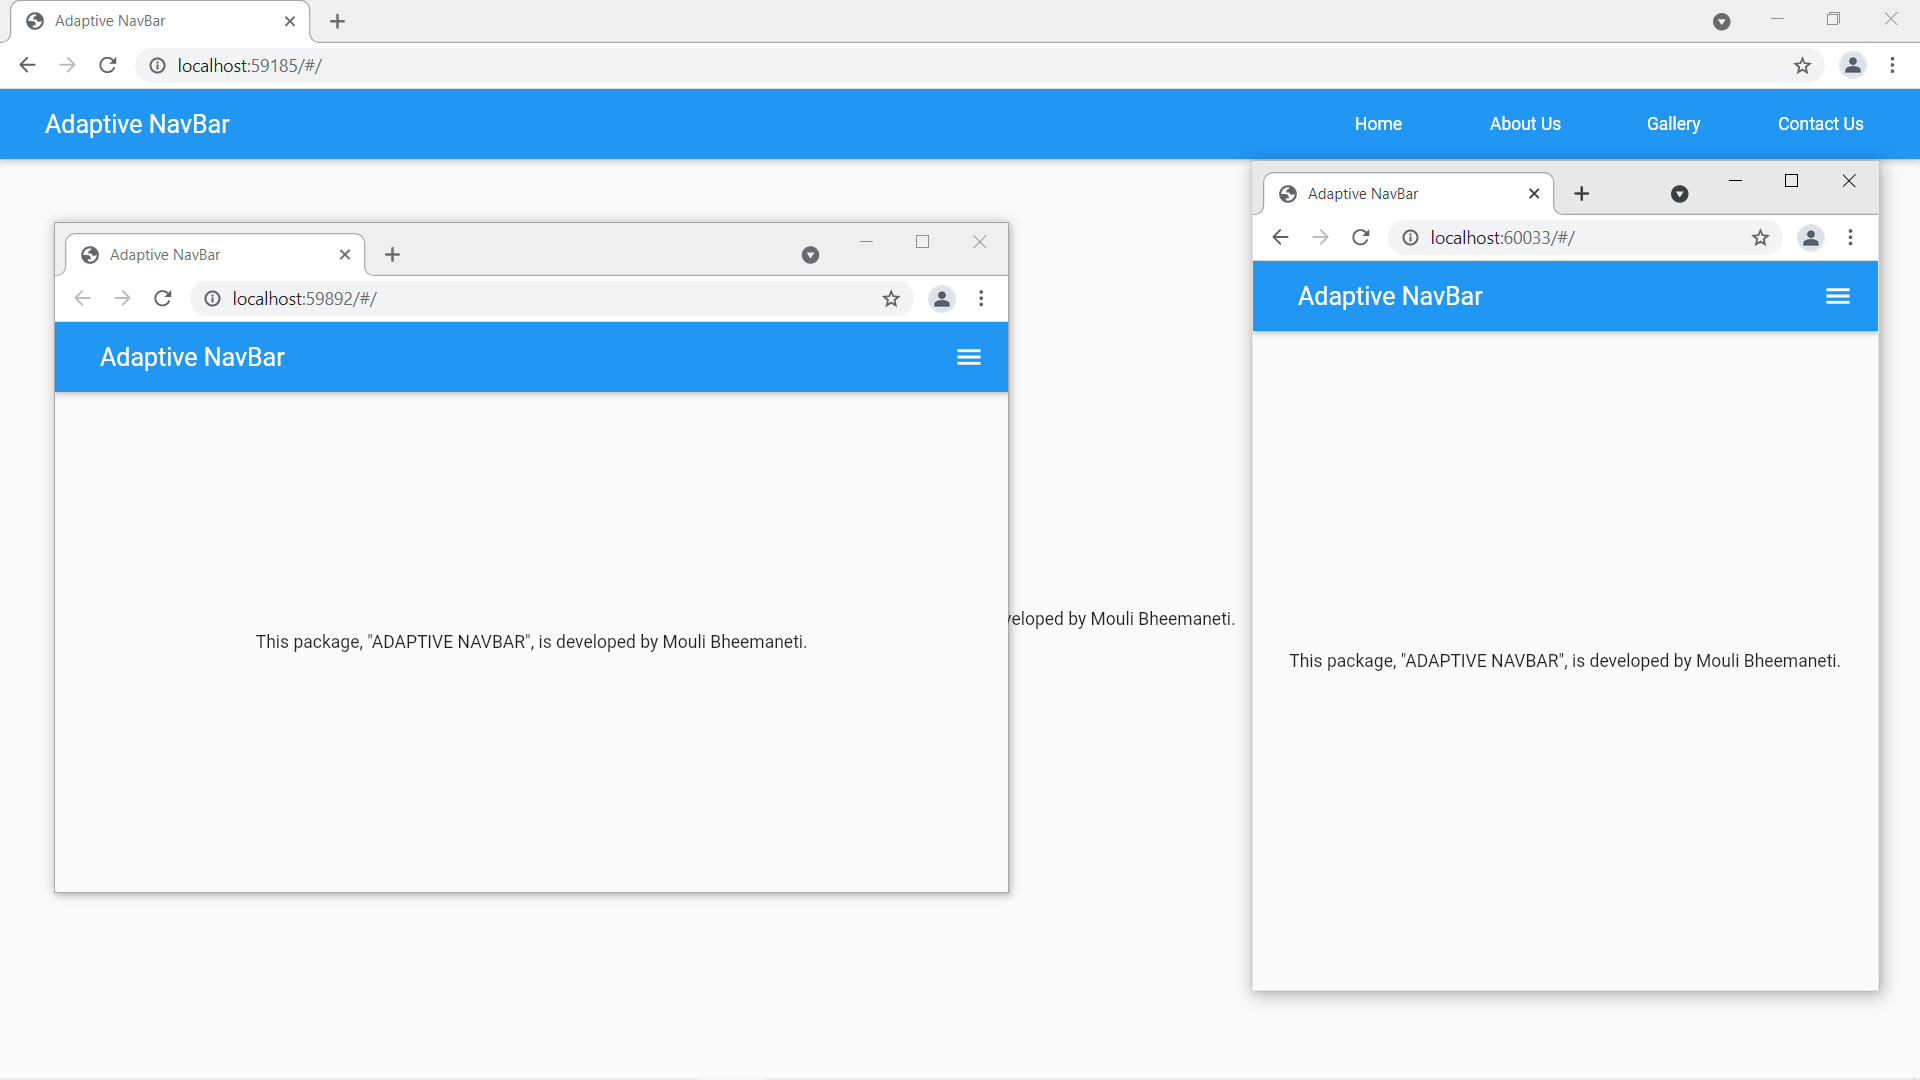 Adaptive NavBar
localhost:59185/#/
Adaptive NavBar
Home
About Us
Gallery
Contact Us
Adaptive NavBar
localhost:59892/#/
Adaptive NavBar
This package, "ADAPTIVE NAVBAR", is developed by Mouli Bheemaneti.
veloped by Mouli Bheemaneti.
Adaptive NavBar
localhost:60033/#/
Adaptive NavBar
This package, "ADAPTIVE NAVBAR", is developed by Mouli Bheemaneti.